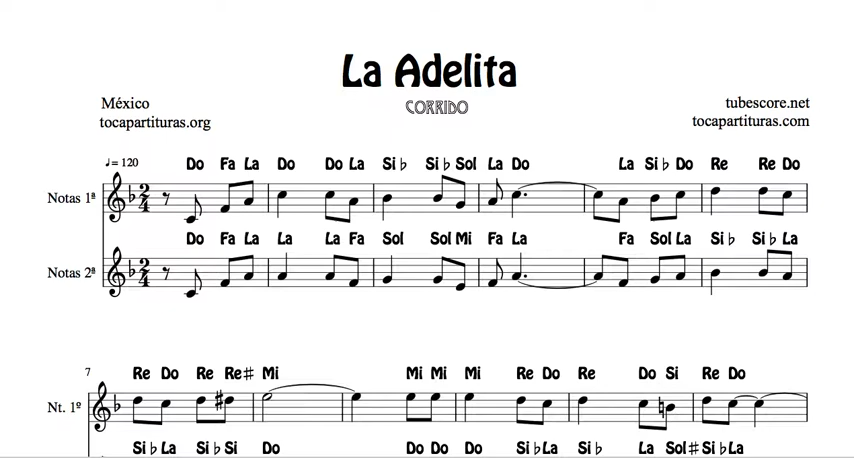 La Adelita
CORRIDO
México
tubescore.net
tocapartituras.org
tocapartituras.com
♩ = 120
Do Fa La Do Do La Si♭ Si♭ Sol La Do La Si♭ Do Re Re Do
Notas 1ª
2 4
Do Fa La La La Fa Sol Sol Mi Fa La Fa Sol La Si♭ Si♭ La
Notas 2ª
2 4
7
Re Do Re Re♯ Mi Mi Mi Mi Re Do Re Do Si Re Do
Nt. 1º
Si♭ La Si♭ Si Do Do Do Do Si♭ La Si♭ La Sol♯ Si♭ La